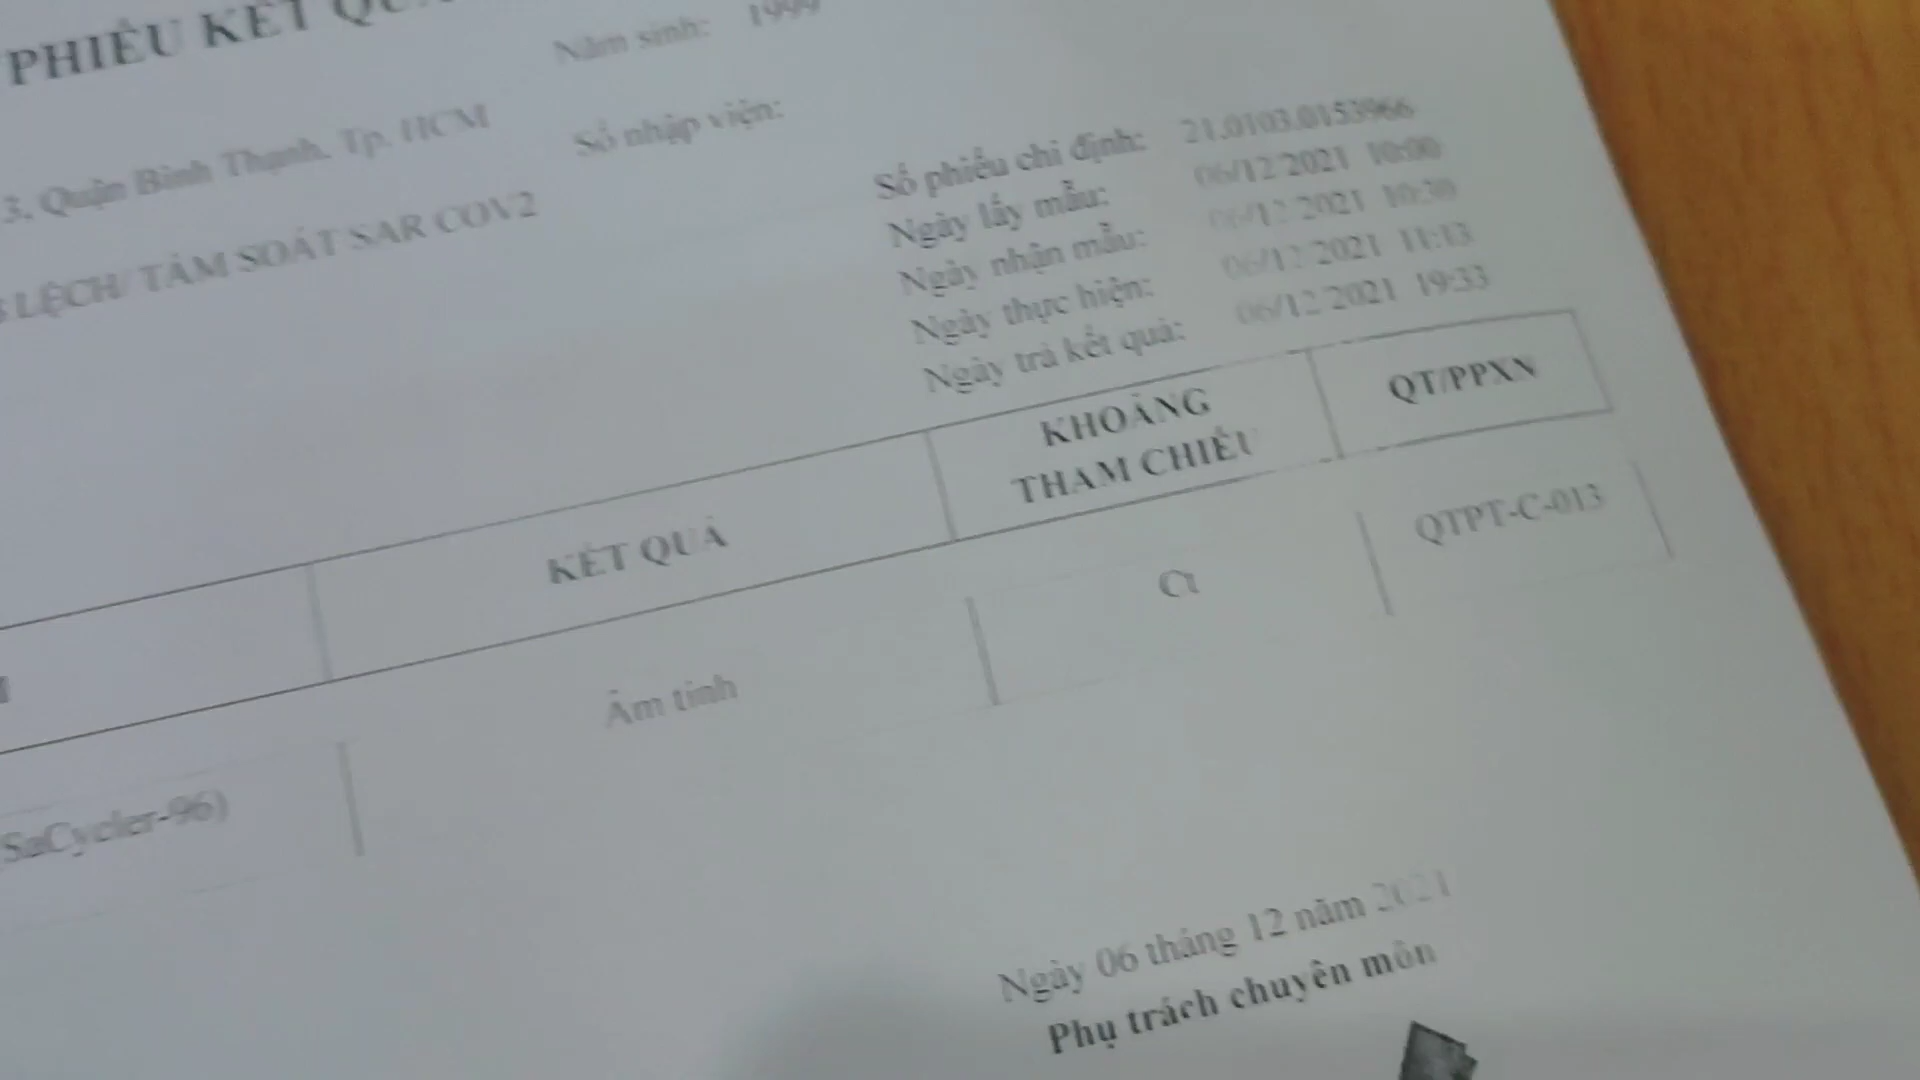 PHIẾU KẾT
Năm sinh: 1999
3, Quận Bình Thạnh, Tp. HCM
Số nhập viện:
LỆCH/ TẦM SOÁT SAR COV2
Số phiếu chỉ định: 21.0103.0153966
Ngày lấy mẫu: 06/12/2021 10:00
Ngày nhận mẫu: 06/12/2021 10:30
Ngày thực hiện: 06/12/2021 11:13
Ngày trả kết quả: 06/12/2021 19:33
KẾT QUẢ
KHOẢNG
THAM CHIẾU
QT/PPXN
SaCycler-96)
Âm tính
Ct
QTPT-C-013
Ngày 06 tháng 12 năm 2021
Phụ trách chuyên môn